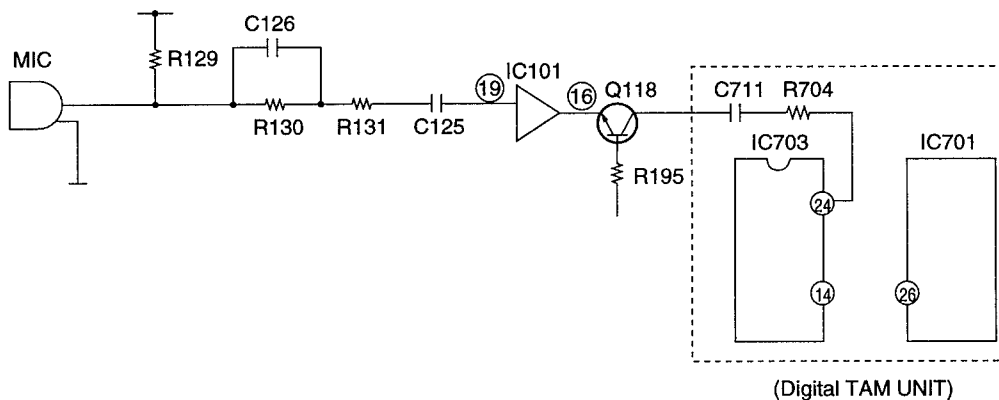 MIC
R129
C126
R130
R131
C125
19
IC101
16
Q118
R195
C711
R704
IC703
IC701
24
14
26
(Digital TAM UNIT)